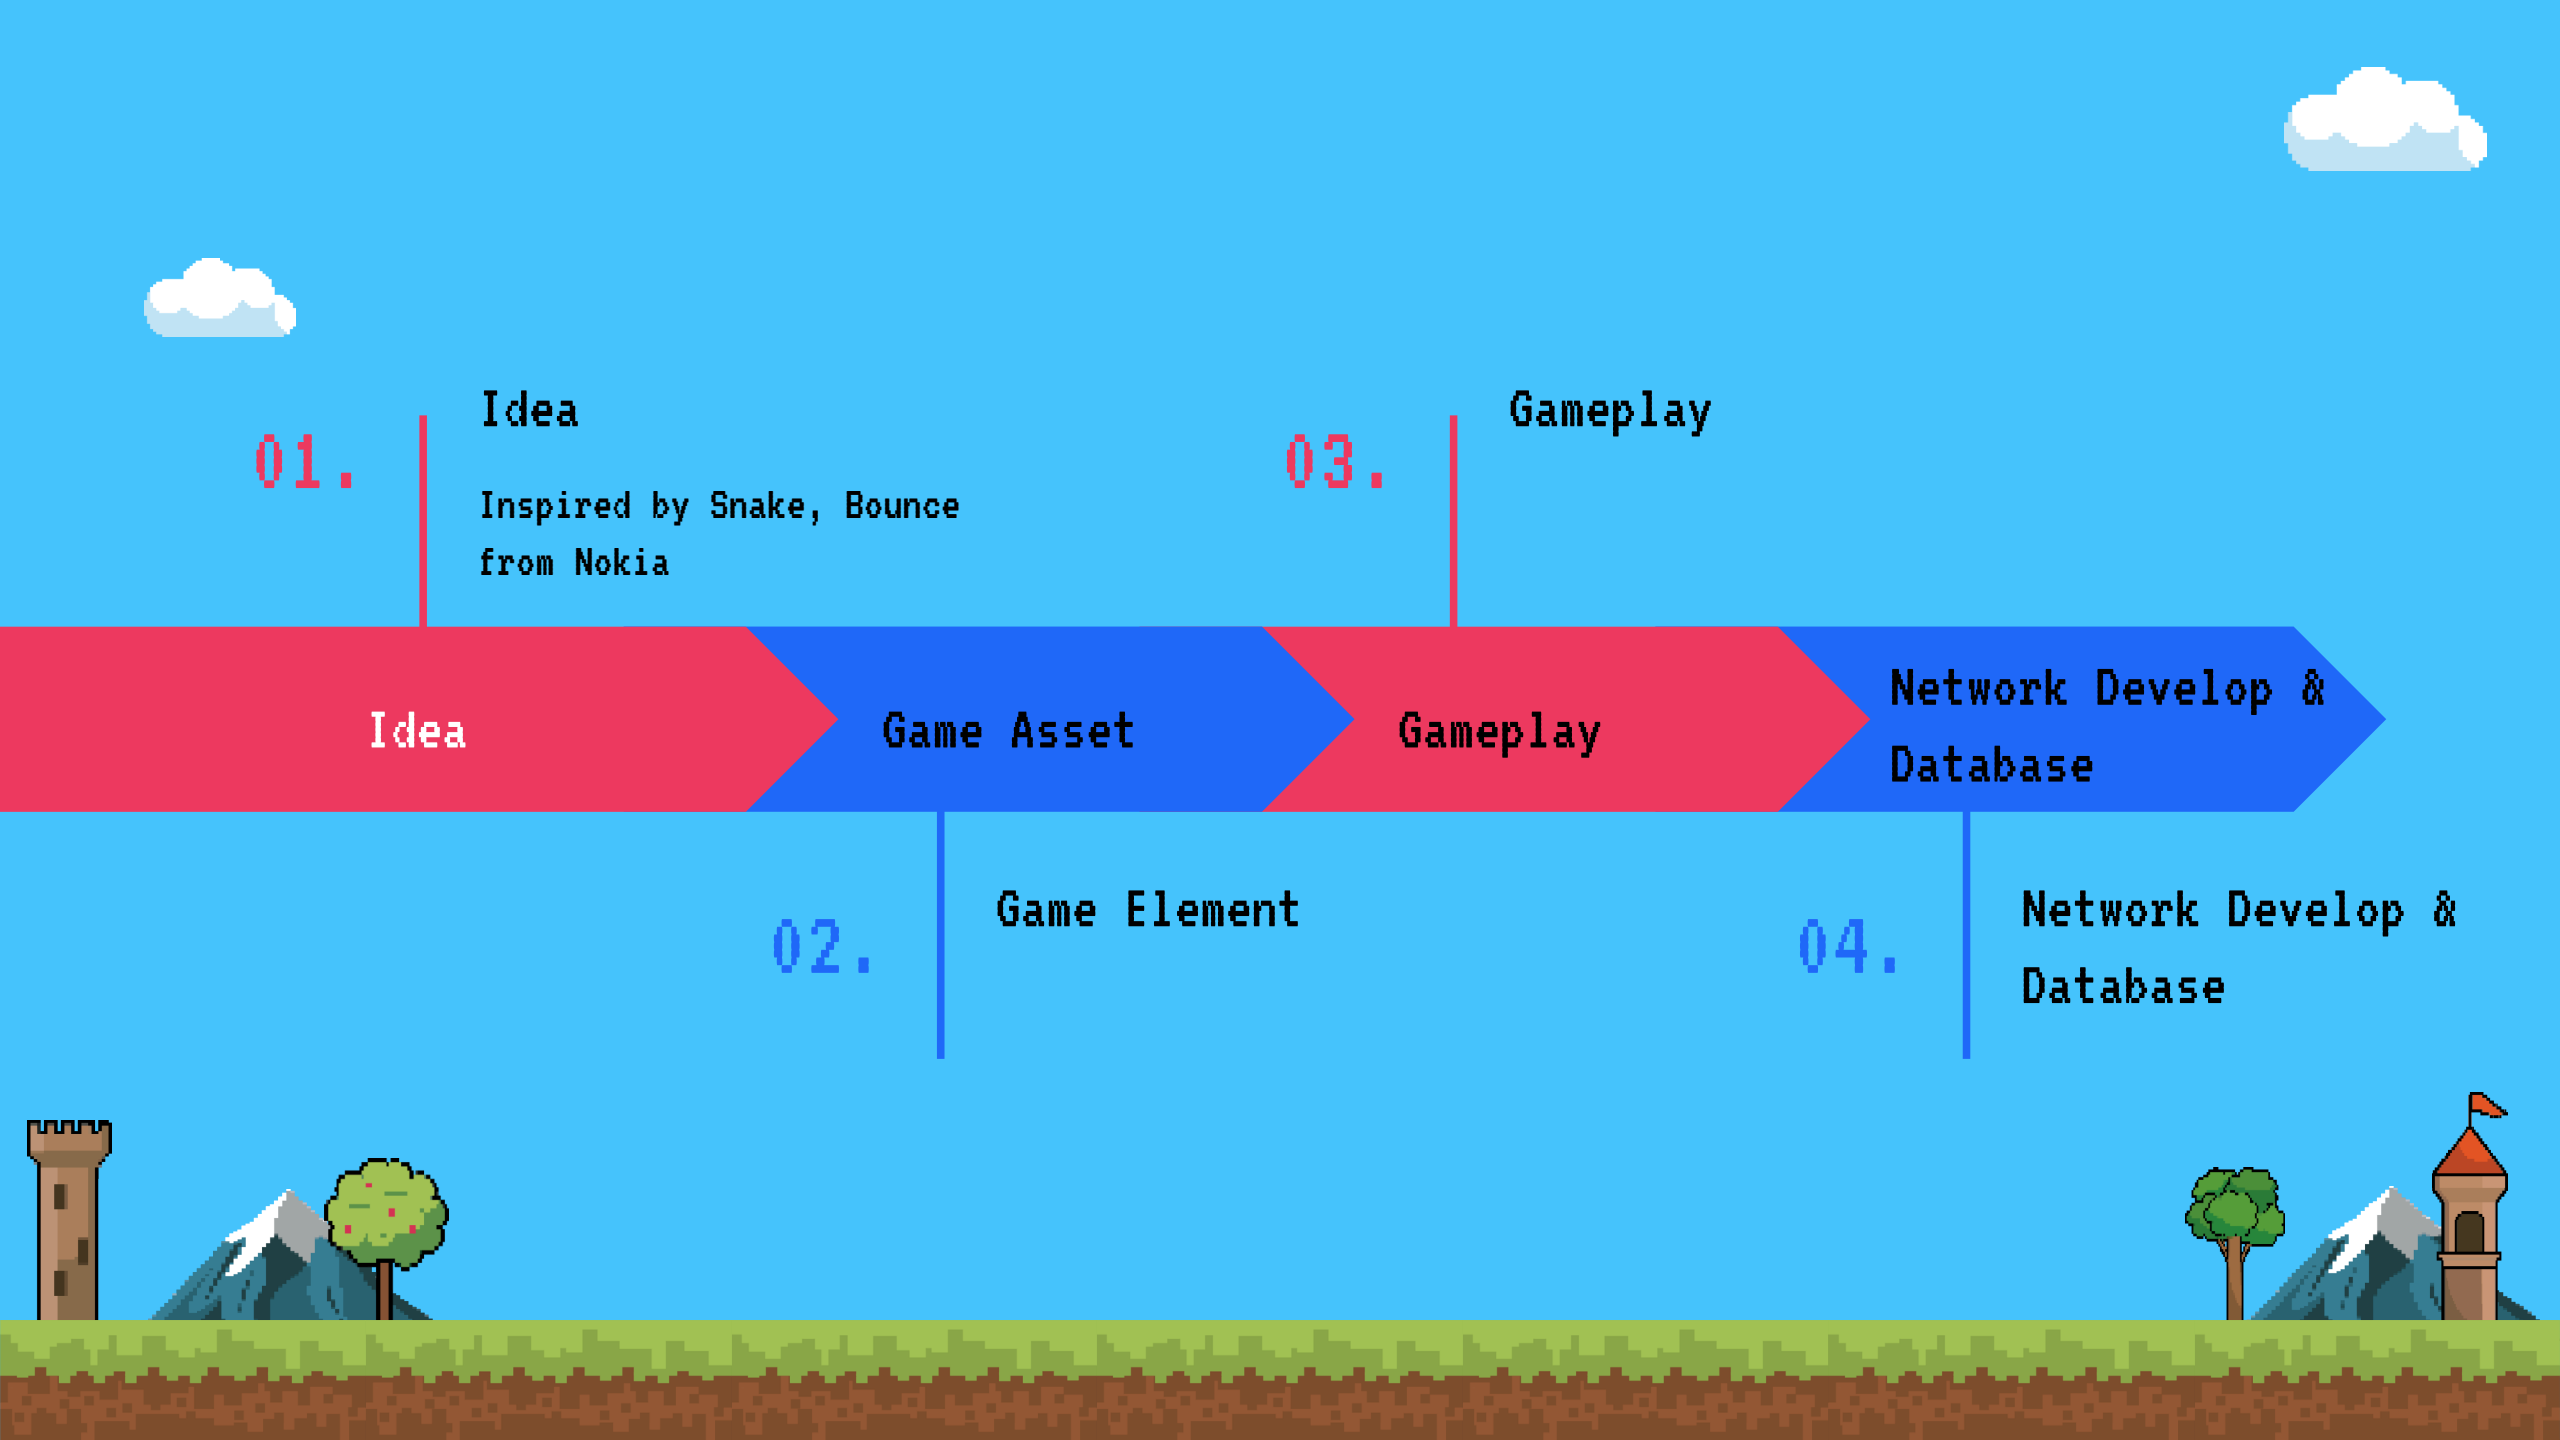 01.
Idea
Inspired by Snake, Bounce
from Nokia
03.
Gameplay
Idea
Game Asset
Gameplay
Network Develop &
Database
02.
Game Element
04.
Network Develop &
Database